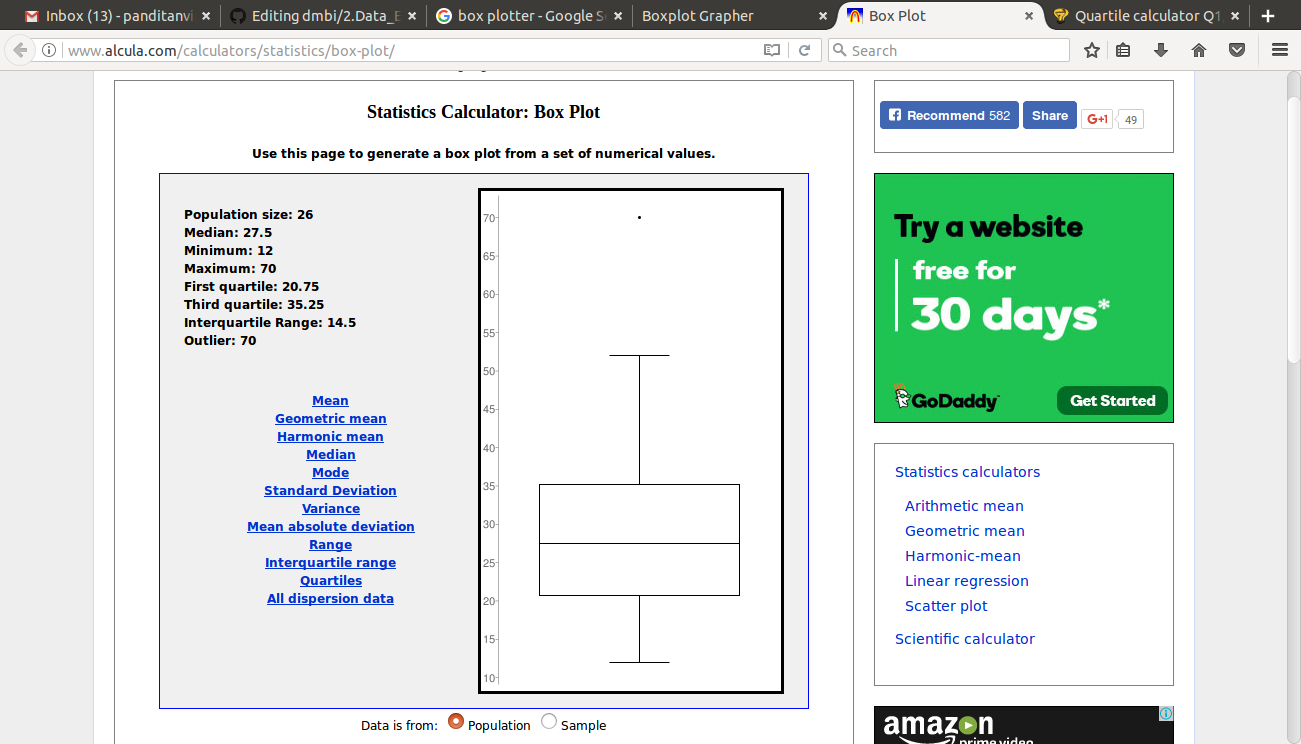 Inbox (13) - panditanvi
Editing dmbi/2.Data_E
box plotter - Google S
Boxplot Grapher
Box Plot
Quartile calculator Q1
www.alcula.com/calculators/statistics/box-plot/
Search
Statistics Calculator: Box Plot
Use this page to generate a box plot from a set of numerical values.
Population size: 26
Median: 27.5
Minimum: 12
Maximum: 70
First quartile: 20.75
Third quartile: 35.25
Interquartile Range: 14.5
Outlier: 70
Mean
Geometric mean
Harmonic mean
Median
Mode
Standard Deviation
Variance
Mean absolute deviation
Range
Interquartile range
Quartiles
All dispersion data
70
65
60
55
50
45
40
35
30
25
20
15
10
Data is from: Population Sample
Recommend 582 Share G+1 49
Try a website
free for
30 days*
GoDaddy Get Started
Statistics calculators
Arithmetic mean
Geometric mean
Harmonic-mean
Linear regression
Scatter plot
Scientific calculator
amazon
prime video